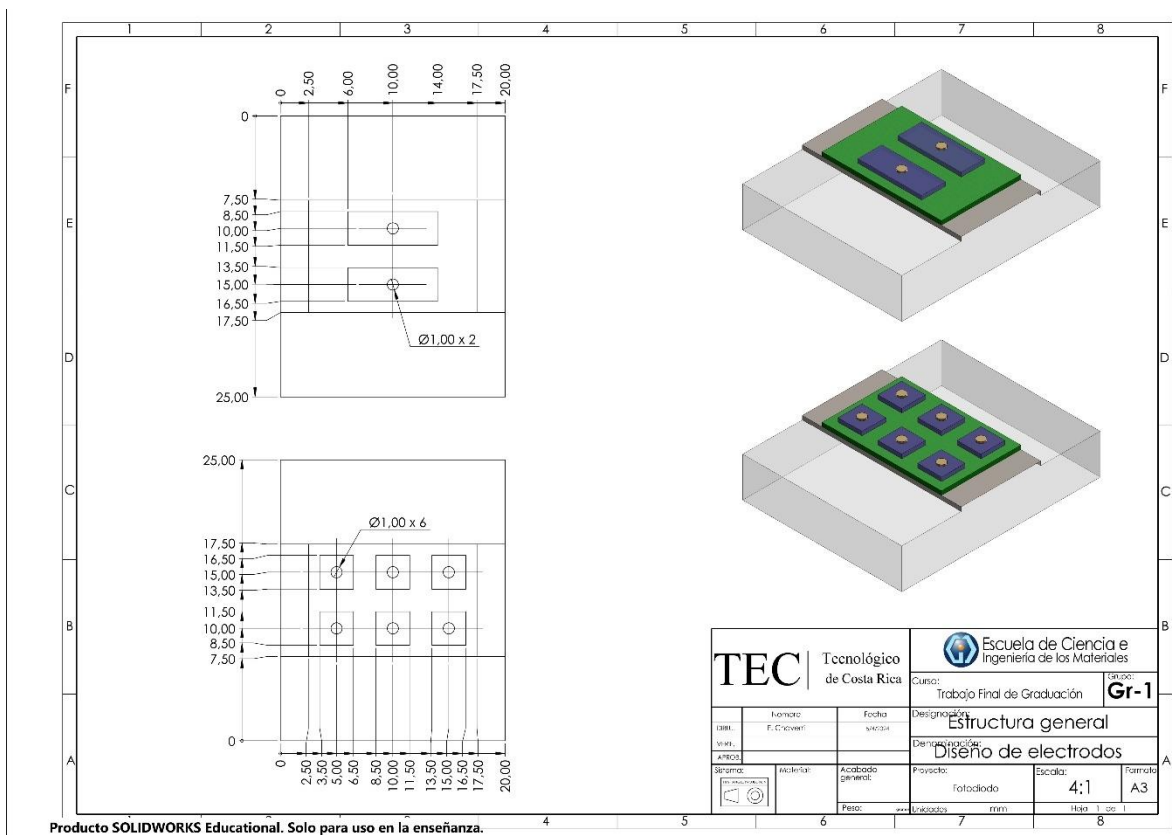 1 2 3 4 5 6 7 8
F F
E E
D D
C C
B B
A A
0 2,50 6,00 10,00 14,00 17,50 20,00
0
7,50
8,50
10,00
11,50
13,50
15,00
16,50
17,50
Ø1,00 x 2
25,00
25,00
Ø1,00 x 6
17,50
16,50
15,00
13,50
11,50
10,00
8,50
7,50
0
0 2,50 3,50 5,00 6,50 8,50 10,00 11,50 13,50 15,00 16,50 17,50 20,00
TEC
Tecnológico
de Costa Rica
Escuela de Ciencia e
Ingeniería de los Materiales
Curso:
Trabajo Final de Graduación
Grupo:
Gr-1
Nombre Fecha
DIBU. F. Chaverri
VERF.
APROB.
Designación:
Estructura general
Denominación:
Diseño de electrodos
Sistema:
Material:
Acabado
general:
Peso:
Proyecto:
Fotodiodo
Escala:
4:1
Formato
A3
Unidades mm
Hoja 1 de 1
4 5 6 7 8
Producto SOLIDWORKS Educational. Solo para uso en la enseñanza.